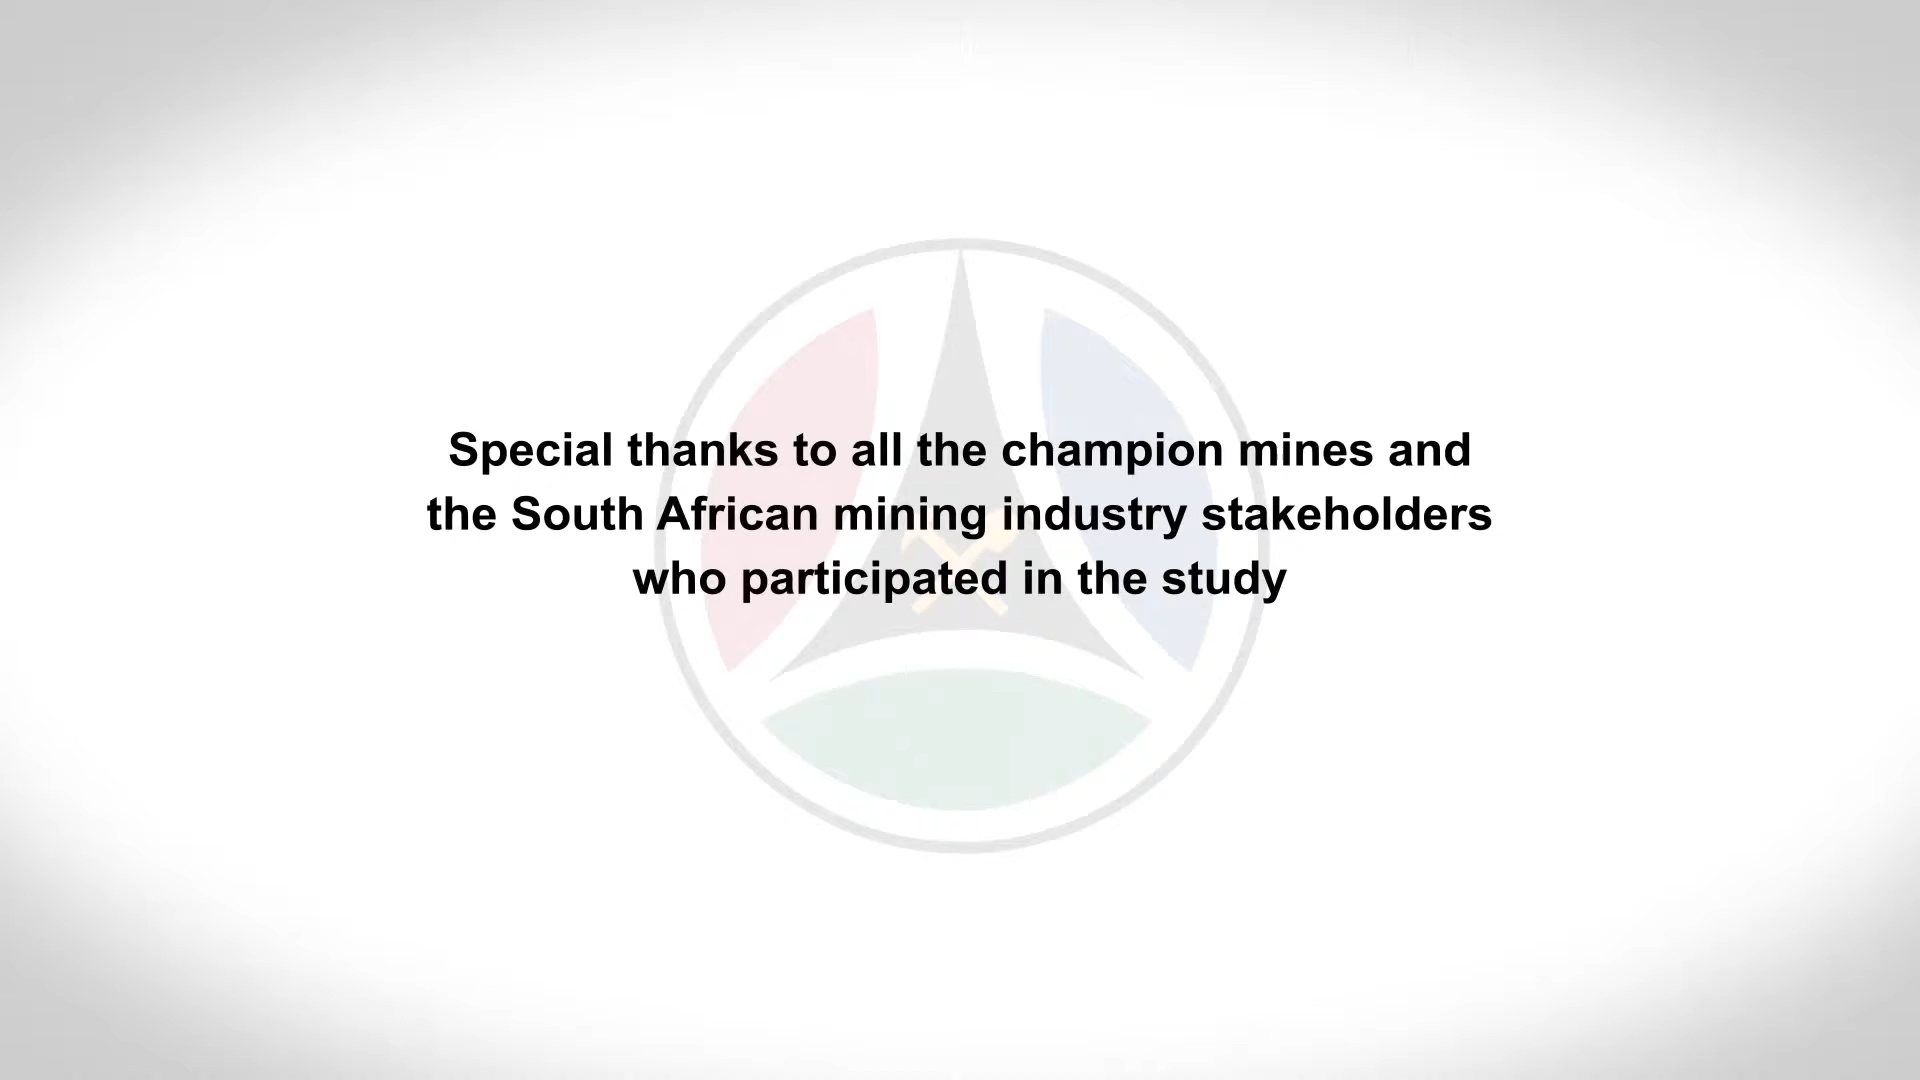 Special thanks to all the champion mines and
the South African mining industry stakeholders
who participated in the study